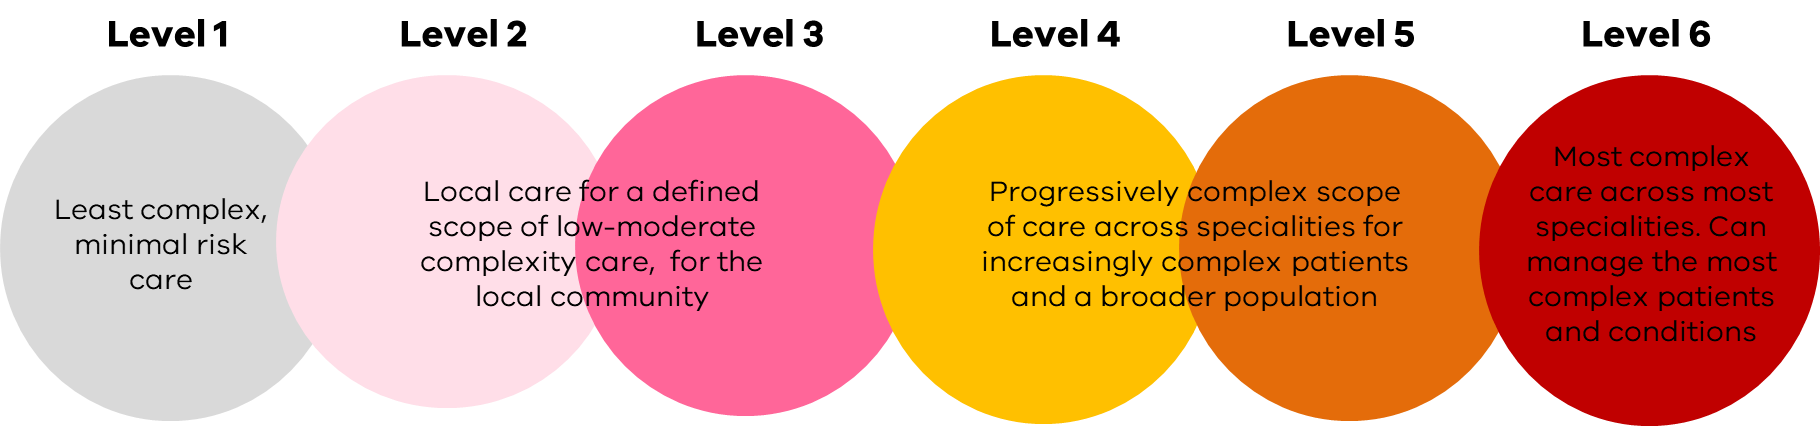 Level 1
Level 2
Level 3
Level 4
Level 5
Level 6
Least complex,
minimal risk
care
Local care for a defined
scope of low-moderate
complexity care,  for the
local community
Progressively complex scope
of care across specialities for
increasingly complex patients
and a broader population
Most complex
care across most
specialities. Can
manage the most
complex patients
and conditions